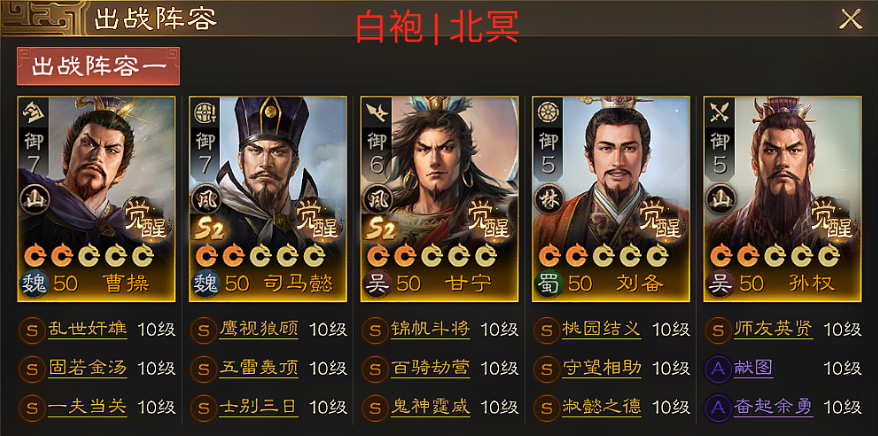 出战阵容
白袍 | 北冥
出战阵容一
御 7 山 觉醒 魏 50 曹操
御 7 风 S2 觉醒 魏 50 司马懿
御 6 风 S2 觉醒 吴 50 甘宁
御 5 林 觉醒 蜀 50 刘备
御 5 山 觉醒 吴 50 孙权
S 乱世奸雄 10级 S 鹰视狼顾 10级 S 锦帆斗将 10级 S 桃园结义 10级 S 师友英贤 10级
S 固若金汤 10级 S 五雷轰顶 10级 S 百骑劫营 10级 S 守望相助 10级 A 献图 10级
S 一夫当关 10级 S 士别三日 10级 S 鬼神霆威 10级 S 淑懿之德 10级 A 奋起余勇 10级